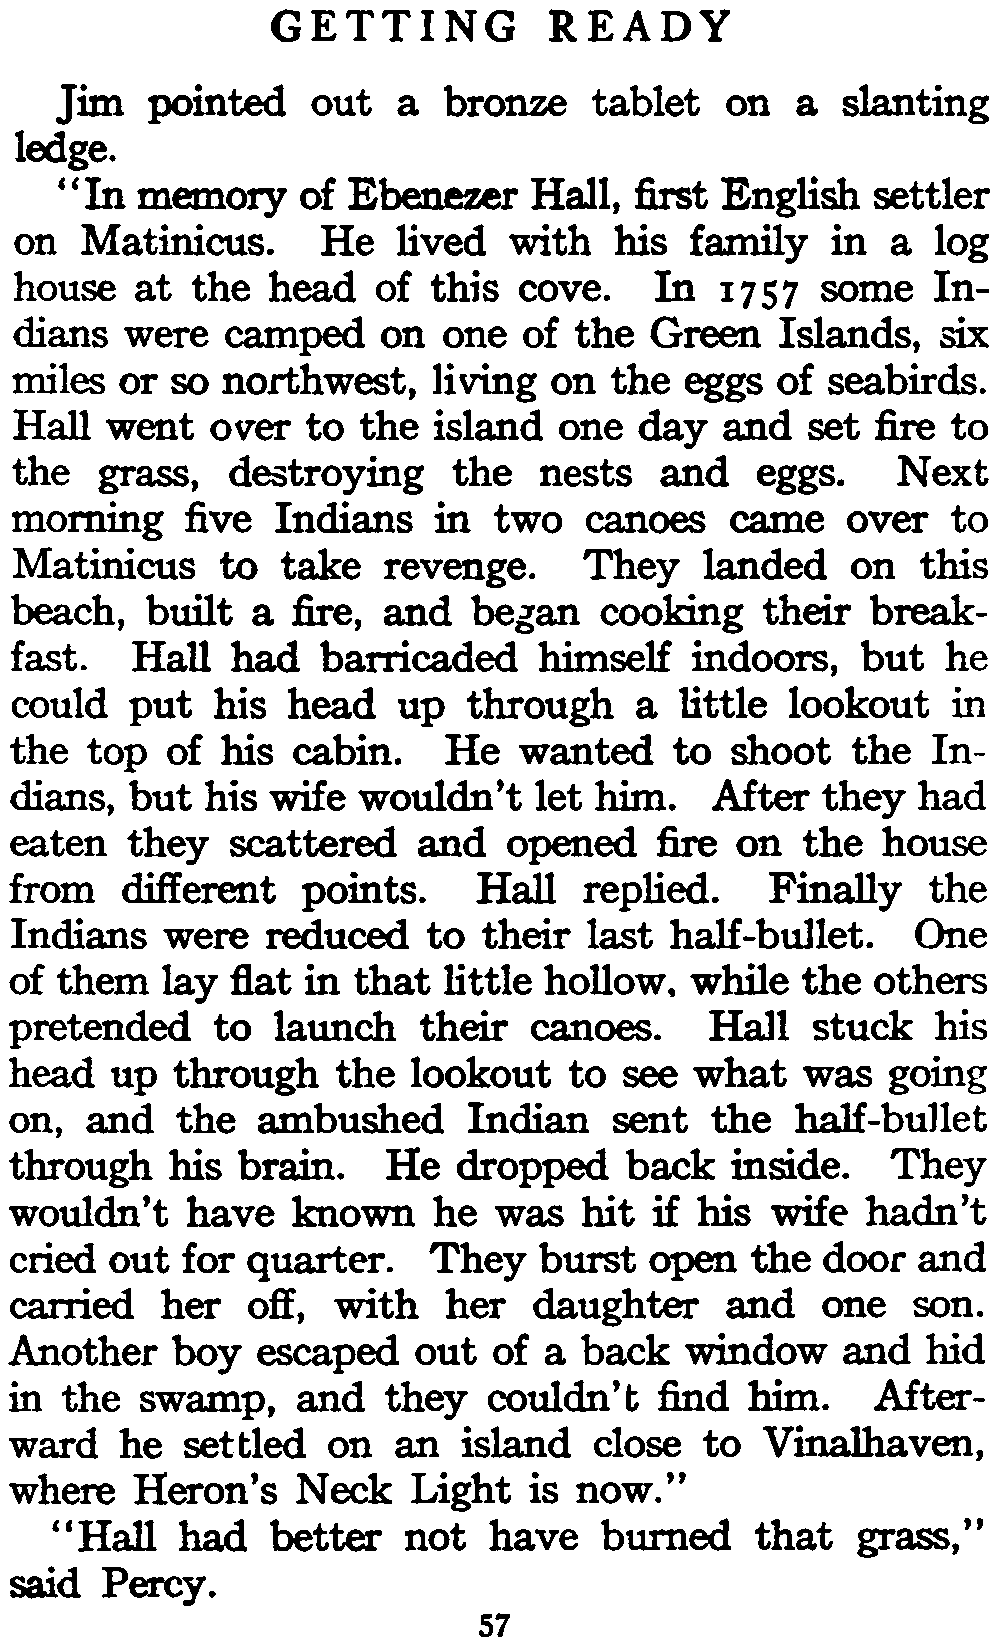 GETTING READY
Jim pointed out a bronze tablet on a slanting
ledge.
“In memory of Ebenezer Hall, first English settler
on Matinicus. He lived with his family in a log
house at the head of this cove. In 1757 some In-
dians were camped on one of the Green Islands, six
miles or so northwest, living on the eggs of seabirds.
Hall went over to the island one day and set fire to
the grass, destroying the nests and eggs. Next
morning five Indians in two canoes came over to
Matinicus to take revenge. They landed on this
beach, built a fire, and began cooking their break-
fast. Hall had barricaded himself indoors, but he
could put his head up through a little lookout in
the top of his cabin. He wanted to shoot the In-
dians, but his wife wouldn't let him. After they had
eaten they scattered and opened fire on the house
from different points. Hall replied. Finally the
Indians were reduced to their last half-bullet. One
of them lay flat in that little hollow, while the others
pretended to launch their canoes. Hall stuck his
head up through the lookout to see what was going
on, and the ambushed Indian sent the half-bullet
through his brain. He dropped back inside. They
wouldn't have known he was hit if his wife hadn't
cried out for quarter. They burst open the door and
carried her off, with her daughter and one son.
Another boy escaped out of a back window and hid
in the swamp, and they couldn't find him. After-
ward he settled on an island close to Vinalhaven,
where Heron's Neck Light is now.”
“Hall had better not have burned that grass,”
said Percy.
57